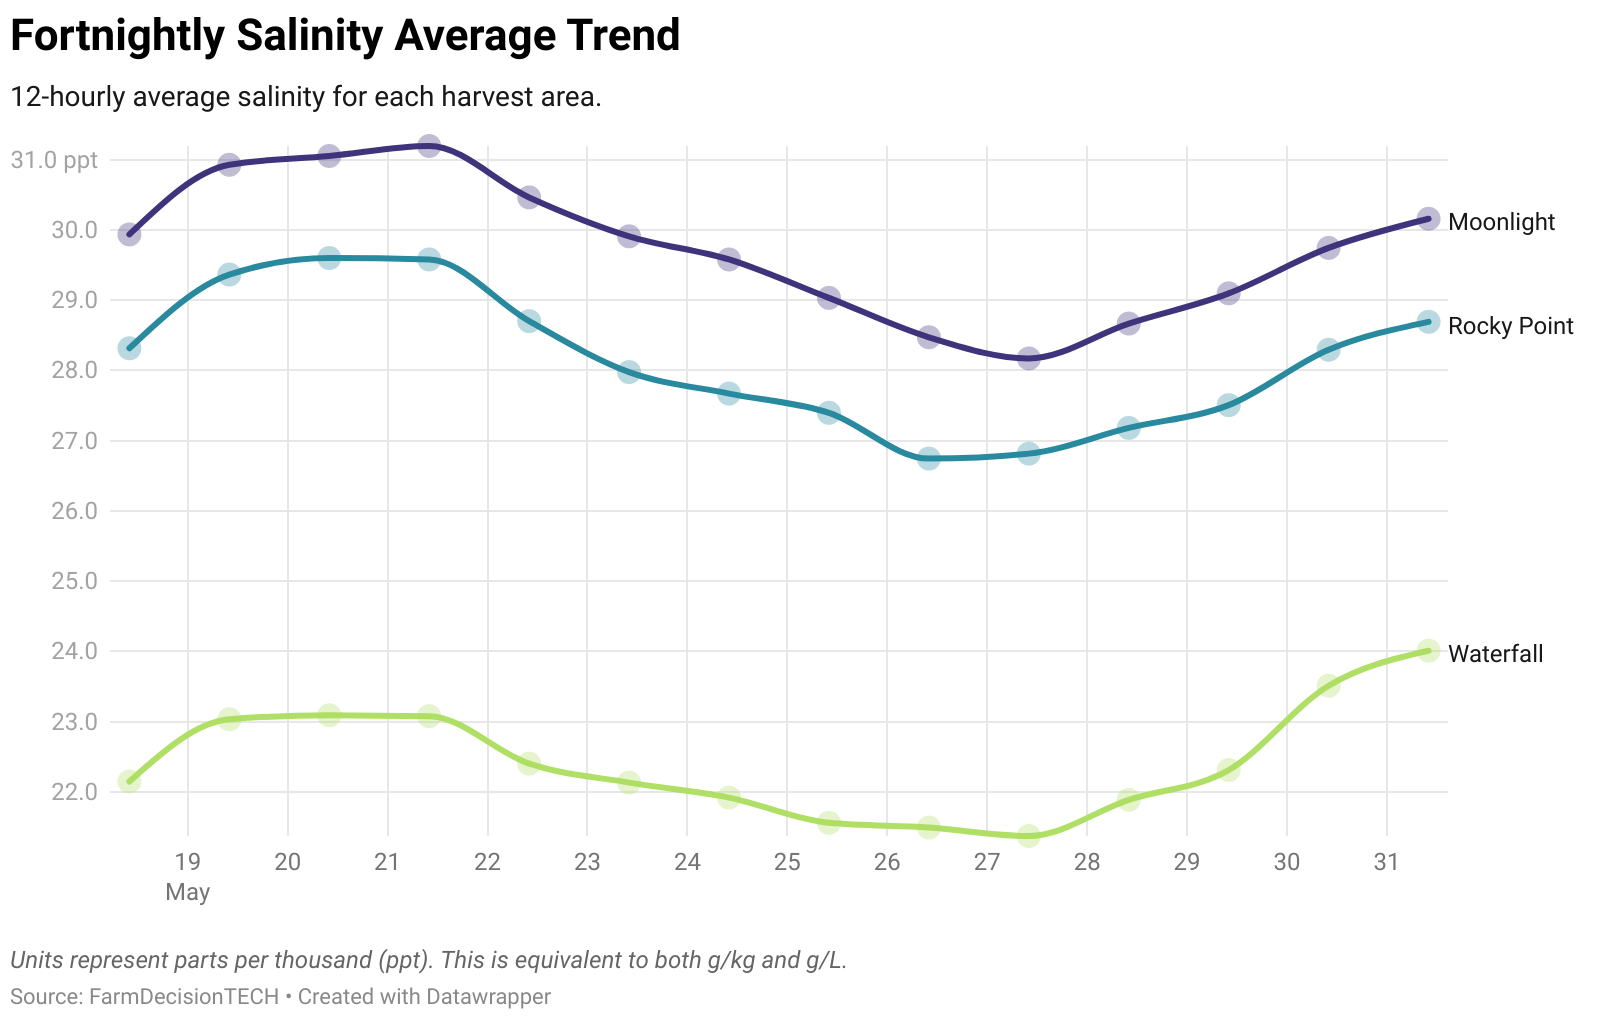 Fortnightly Salinity Average Trend
12-hourly average salinity for each harvest area.
31.0 ppt
30.0
29.0
28.0
27.0
26.0
25.0
24.0
23.0
22.0
Moonlight
Rocky Point
Waterfall
19 20 21 22 23 24 25 26 27 28 29 30 31
May
Units represent parts per thousand (ppt). This is equivalent to both g/kg and g/L.
Source: FarmDecisionTECH • Created with Datawrapper